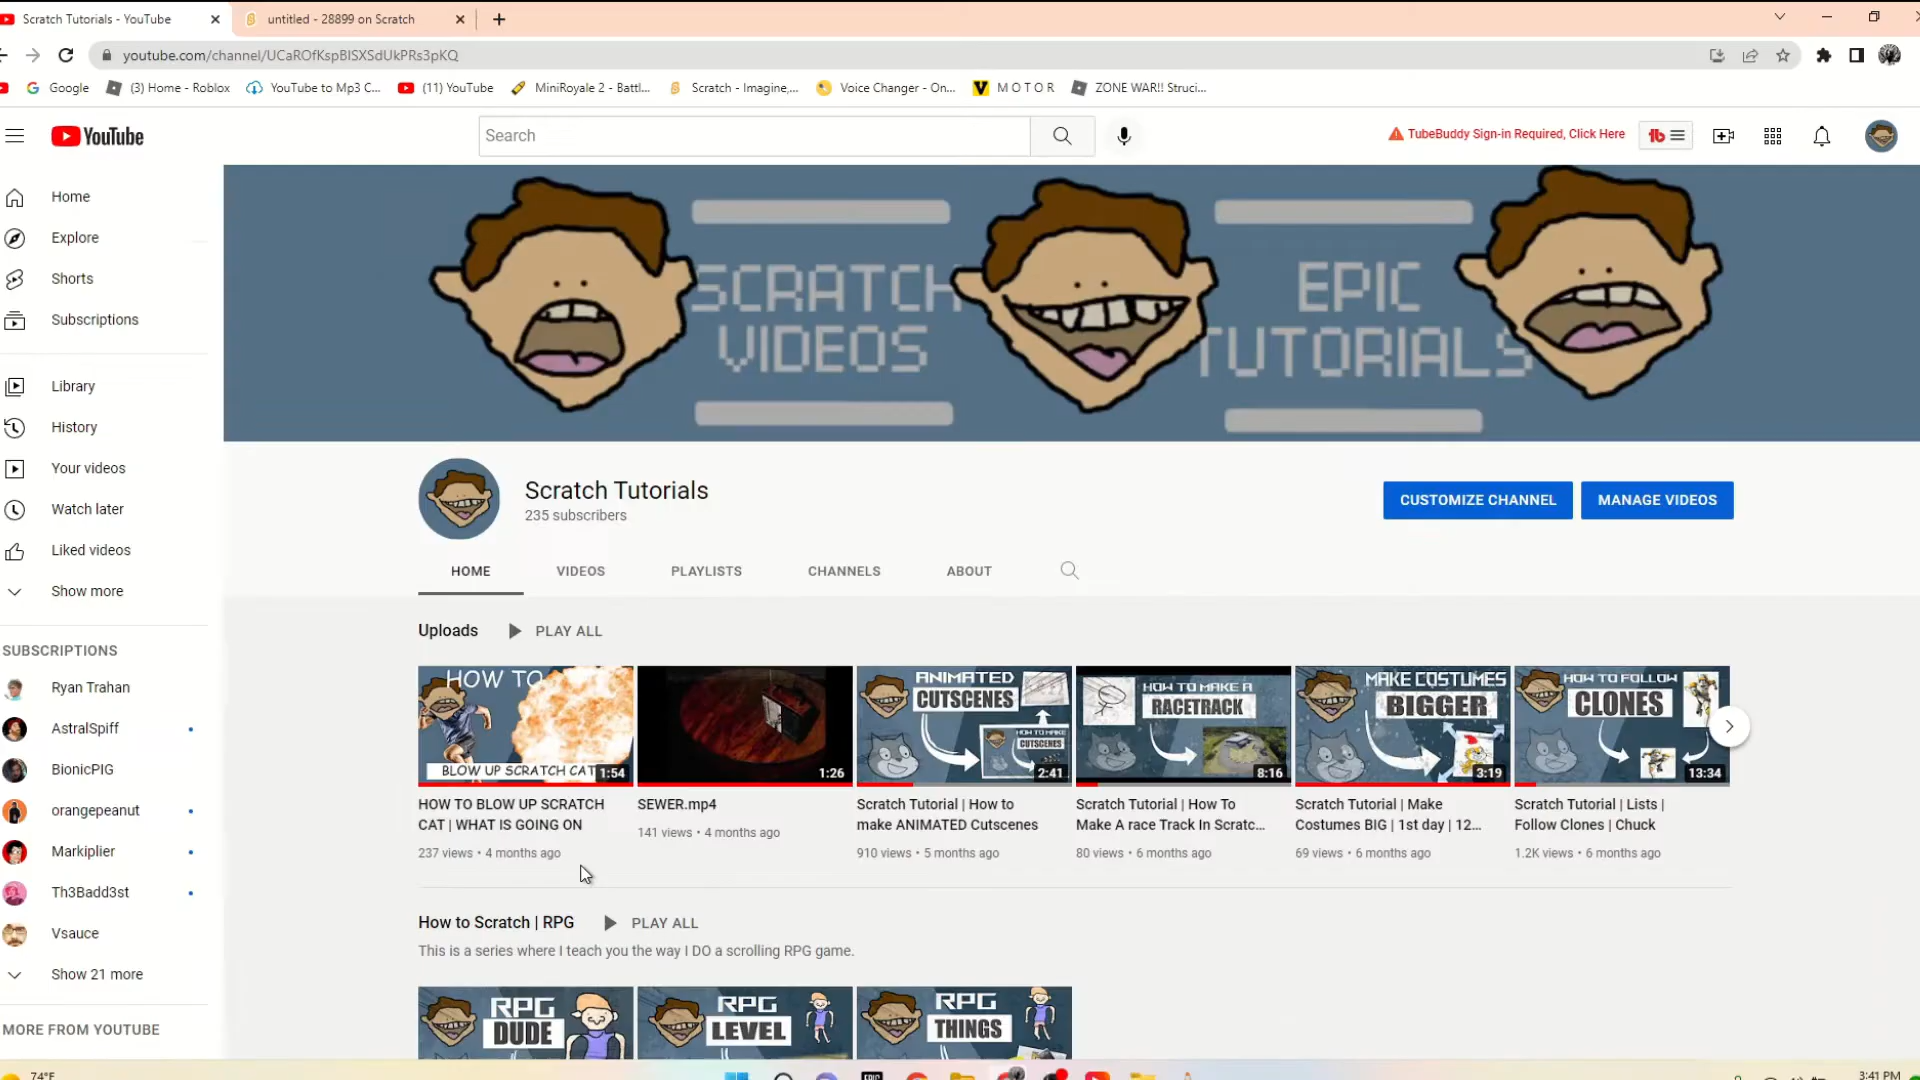 Scratch Tutorials - YouTube
untitled - 28899 on Scratch
youtube.com/channel/UCaROfKspBISXSdUkPRs3pKQ
Google
(3) Home - Roblox
YouTube to Mp3 C...
(11) YouTube
MiniRoyale 2 - Battl...
Scratch - Imagine,...
Voice Changer - On...
M O T O R
ZONE WAR!! Struci...
YouTube
Search
TubeBuddy Sign-in Required, Click Here
tb
Home
Explore
Shorts
Subscriptions
Library
History
Your videos
Watch later
Liked videos
Show more
SUBSCRIPTIONS
Ryan Trahan
AstralSpiff
BionicPIG
orangepeanut
Markiplier
Th3Badd3st
Vsauce
Show 21 more
MORE FROM YOUTUBE
SCRATCH
VIDEOS
EPIC
TUTORIALS
Scratch Tutorials
235 subscribers
CUSTOMIZE CHANNEL
MANAGE VIDEOS
HOME
VIDEOS
PLAYLISTS
CHANNELS
ABOUT
Uploads
PLAY ALL
HOW TO
BLOW UP SCRATCH CAT
1:54
1:26
ANIMATED
CUTSCENES
HOW TO MAKE
CUTSCENES
2:41
HOW TO MAKE A
RACETRACK
8:16
MAKE COSTUMES
BIGGER
3:19
HOW TO FOLLOW
CLONES
13:34
HOW TO BLOW UP SCRATCH
CAT | WHAT IS GOING ON
237 views • 4 months ago
SEWER.mp4
141 views • 4 months ago
Scratch Tutorial | How to
make ANIMATED Cutscenes
910 views • 5 months ago
Scratch Tutorial | How To
Make A race Track In Scratc...
80 views • 6 months ago
Scratch Tutorial | Make
Costumes BIG | 1st day | 12...
69 views • 6 months ago
Scratch Tutorial | Lists |
Follow Clones | Chuck
1.2K views • 6 months ago
How to Scratch | RPG
PLAY ALL
This is a series where I teach you the way I DO a scrolling RPG game.
RPG
DUDE
RPG
LEVEL
RPG
THINGS
74°F
EPIC
3:41 PM